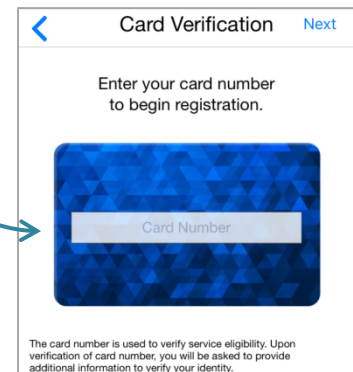 Card Verification Next
Enter your card number
to begin registration.
Card Number
The card number is used to verify service eligibility. Upon
verification of card number, you will be asked to provide
additional information to verify your identity.